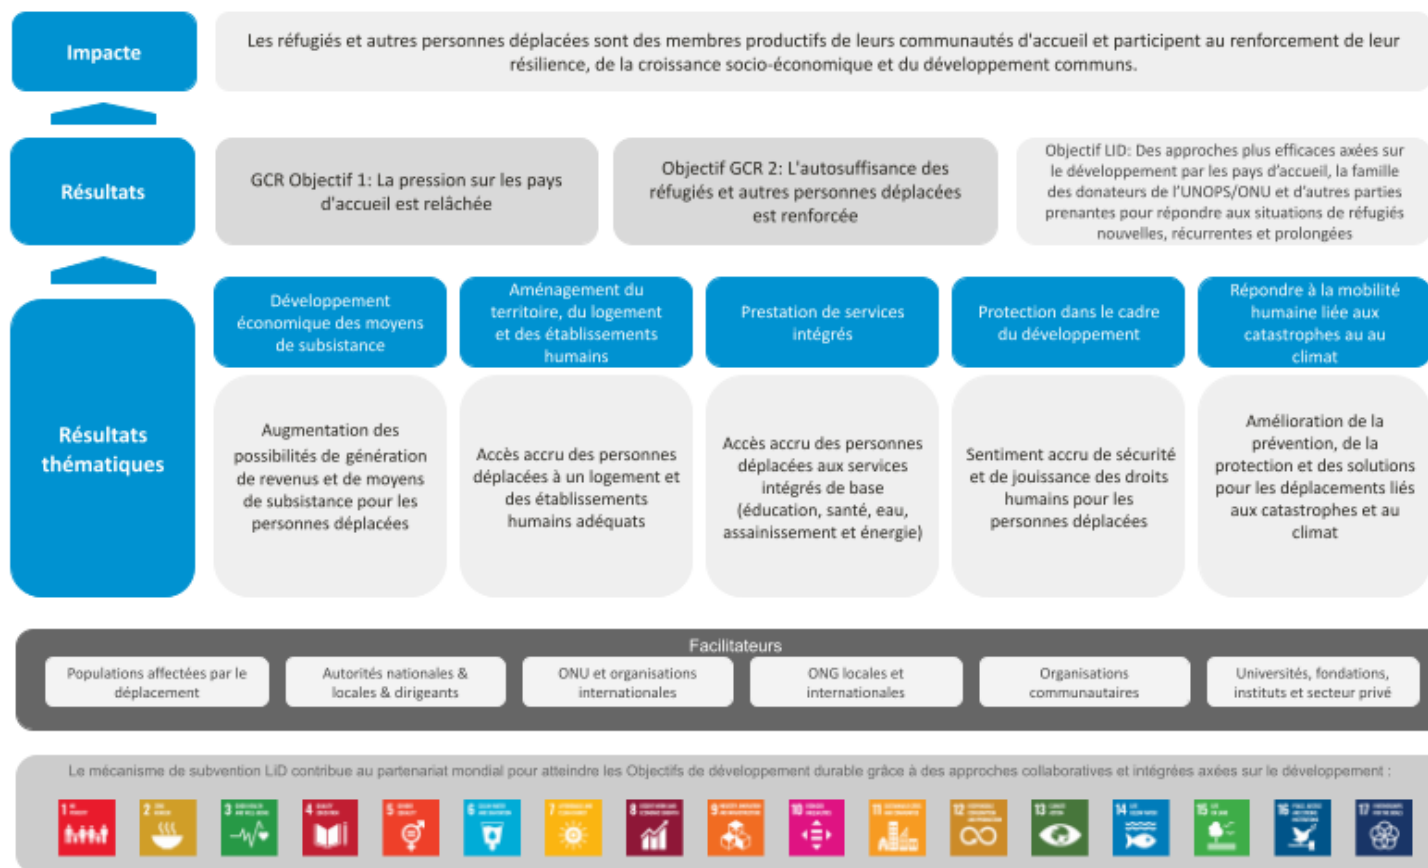 Impacte
Les réfugiés et autres personnes déplacées sont des membres productifs de leurs communautés d'accueil et participent au renforcement de leur
résilience, de la croissance socio-économique et du développement communs.
Résultats
GCR Objectif 1: La pression sur les pays
d'accueil est relâchée
Objectif GCR 2: L'autosuffisance des
réfugiés et autres personnes déplacées
est renforcée
Objectif LID: Des approches plus efficaces axées sur
le développement par les pays d'accueil, la famille
des donateurs de l'UNOPS/ONU et d'autres parties
prenantes pour répondre aux situations de réfugiés
nouvelles, récurrentes et prolongées
Résultats
thématiques
Développement
économique des moyens
de subsistance
Aménagement du
territoire, du logement
et des établissements
humains
Prestation de services
intégrés
Protection dans le cadre
du développement
Répondre à la mobilité
humaine liée aux
catastrophes au au
climat
Augmentation des
possibilités de génération
de revenus et de moyens
de subsistance pour les
personnes déplacées
Accès accru des personnes
déplacées à un logement et
des établissements
humains adéquats
Accès accru des personnes
déplacées aux services
intégrés de base
(éducation, santé, eau,
assainissement et énergie)
Sentiment accru de sécurité
et de jouissance des droits
humains pour les
personnes déplacées
Amélioration de la
prévention, de la
protection et des solutions
pour les déplacements liés
aux catastrophes et au
climat
Facilitateurs
Populations affectées par le
déplacement
Autorités nationales &
locales & dirigeants
ONU et organisations
internationales
ONG locales et
internationales
Organisations
communautaires
Universités, fondations,
instituts et secteur privé
Le mécanisme de subvention LiD contribue au partenariat mondial pour atteindre les Objectifs de développement durable grâce à des approches collaboratives et intégrées axées sur le développement :
1
2
3
4
5
6
7
8
9
10
11
12
13
14
15
16
17